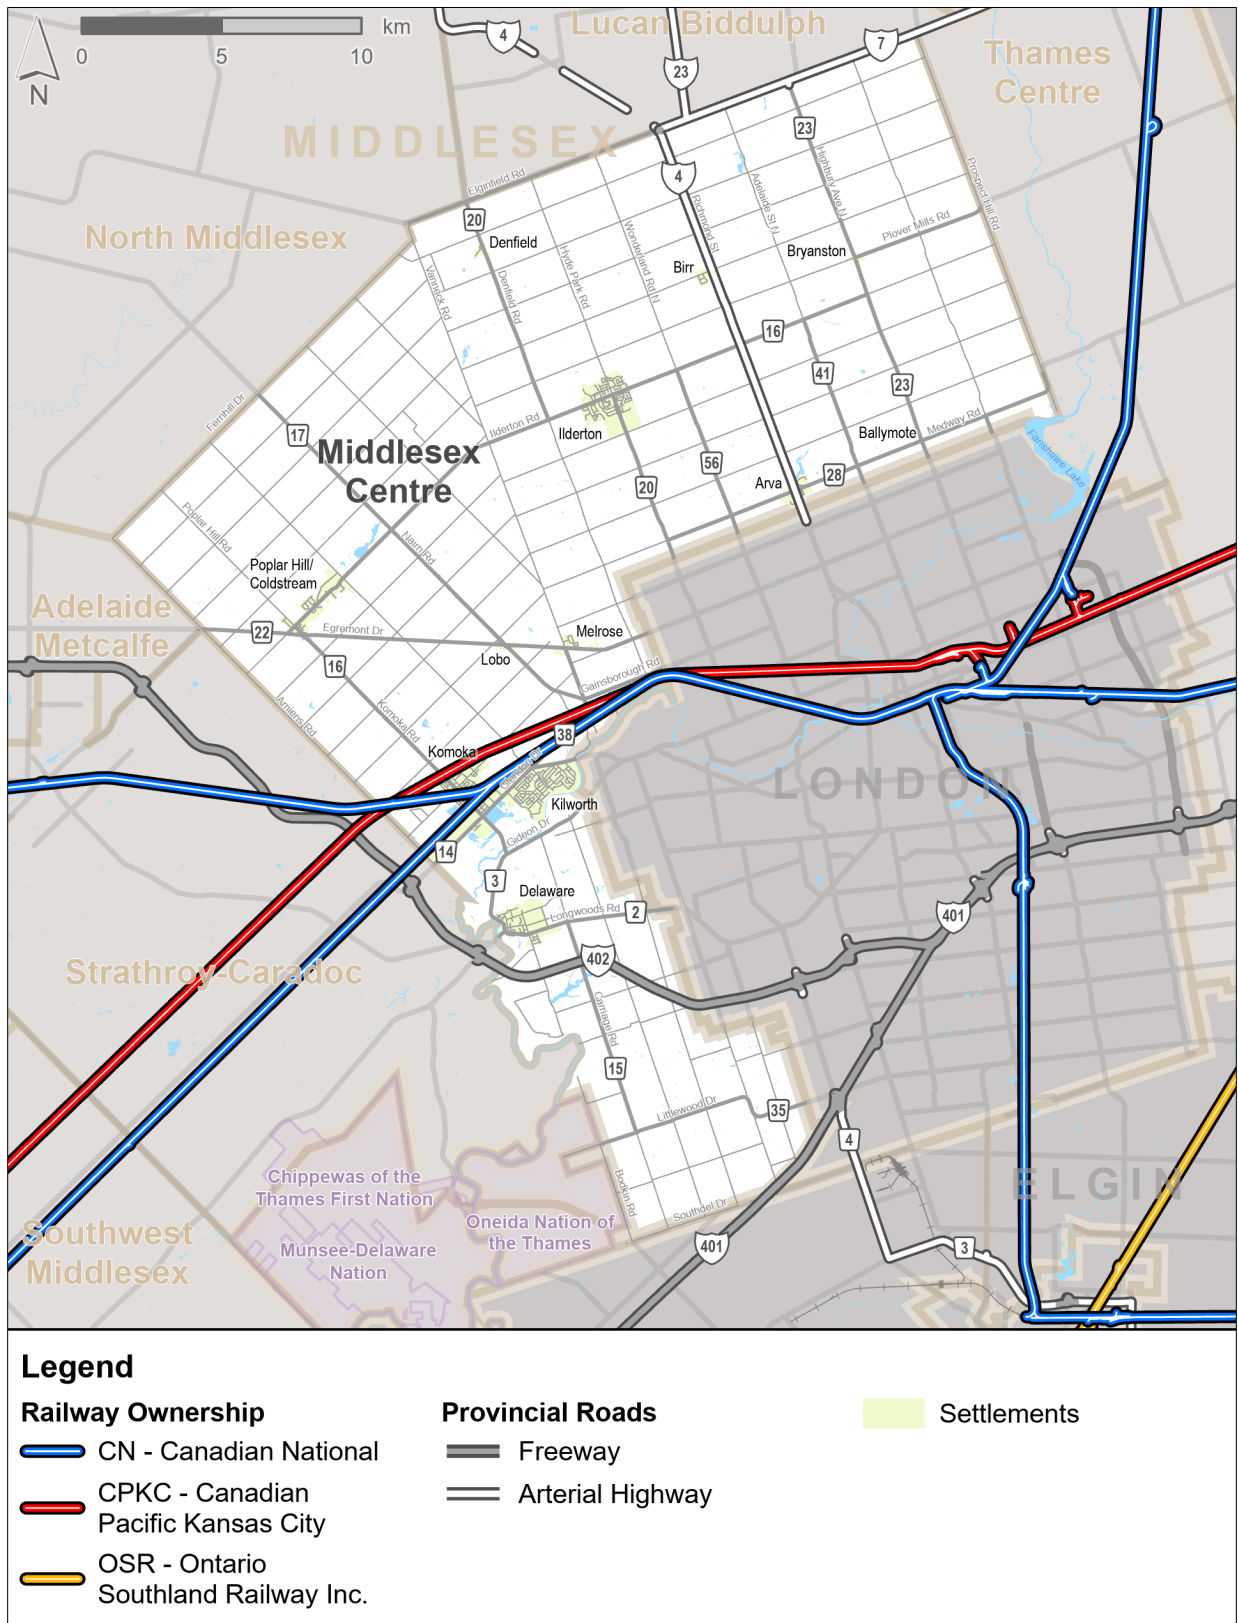 km
0
5
10
N
4
Lucan Biddulph
7
Thames
Centre
23
MIDDLESEX
23
Elginfield Rd
4
Prospect Hill Rd
North Middlesex
20
Denfield
Richmond St
Adelaide St N
Highbury Ave N
Plover Mills Rd
Wonderland Rd N
Hyde Park Rd
Bryanston
Vanneck Rd
Denfield Rd
Birr
16
41
23
Fernhill Dr
17
Ilderton Rd
Ilderton
Ballymote
Medway Rd
Middlesex
Centre
Fanshawe Lake
56
28
20
Arva
Poplar Hill Rd
Nairn Rd
Poplar Hill/
Coldstream
Adelaide
Metcalfe
22
Egremont Dr
Melrose
Lobo
16
Gainsborough Rd
Amiens Rd
Komoka Rd
38
Komoka
Glendon Dr
LONDON
Kilworth
Gideon Dr
14
3
Delaware
Longwoods Rd
2
401
402
Strathroy-Caradoc
Carriage Rd
15
Littlewood Dr
35
4
Chippewas of the
Thames First Nation
Bodkin Rd
ELGIN
Southdel Dr
Oneida Nation of
the Thames
Southwest
Middlesex
Munsee-Delaware
Nation
401
3
Legend
Railway Ownership
CN - Canadian National
CPKC - Canadian
Pacific Kansas City
OSR - Ontario
Southland Railway Inc.
Provincial Roads
Freeway
Arterial Highway
Settlements